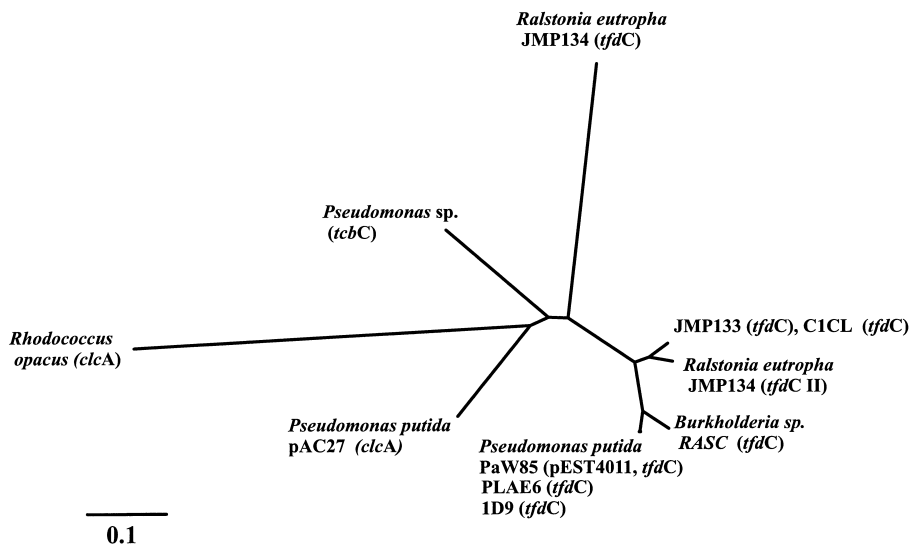 Ralstonia eutropha
JMP134 (tfdC)
Pseudomonas sp.
(tcbC)
JMP133 (tfdC), C1CL (tfdC)
Rhodococcus
opacus (clcA)
Ralstonia eutropha
JMP134 (tfdC II)
Pseudomonas putida
pAC27 (clcA)
Burkholderia sp.
RASC (tfdC)
Pseudomonas putida
PaW85 (pEST4011, tfdC)
PLAE6 (tfdC)
1D9 (tfdC)
0.1